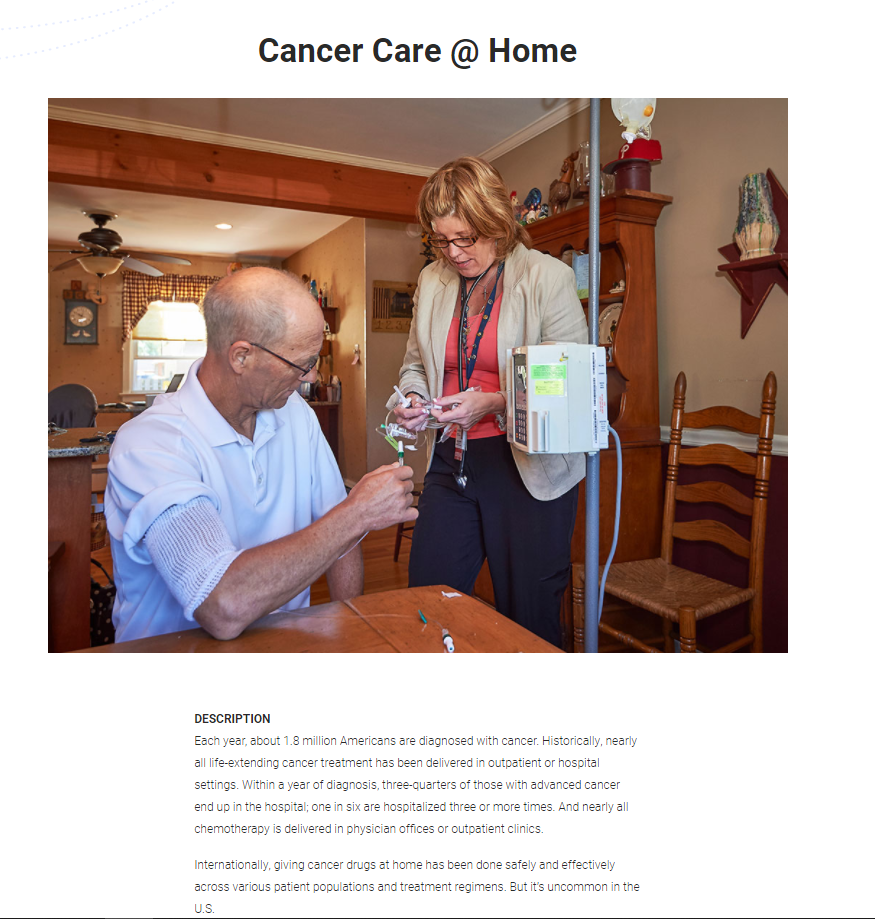 Cancer Care @ Home
DESCRIPTION
Each year, about 1.8 million Americans are diagnosed with cancer. Historically, nearly
all life-extending cancer treatment has been delivered in outpatient or hospital
settings. Within a year of diagnosis, three-quarters of those with advanced cancer
end up in the hospital; one in six are hospitalized three or more times. And nearly all
chemotherapy is delivered in physician offices or outpatient clinics.
Internationally, giving cancer drugs at home has been done safely and effectively
across various patient populations and treatment regimens. But it's uncommon in the
U.S.